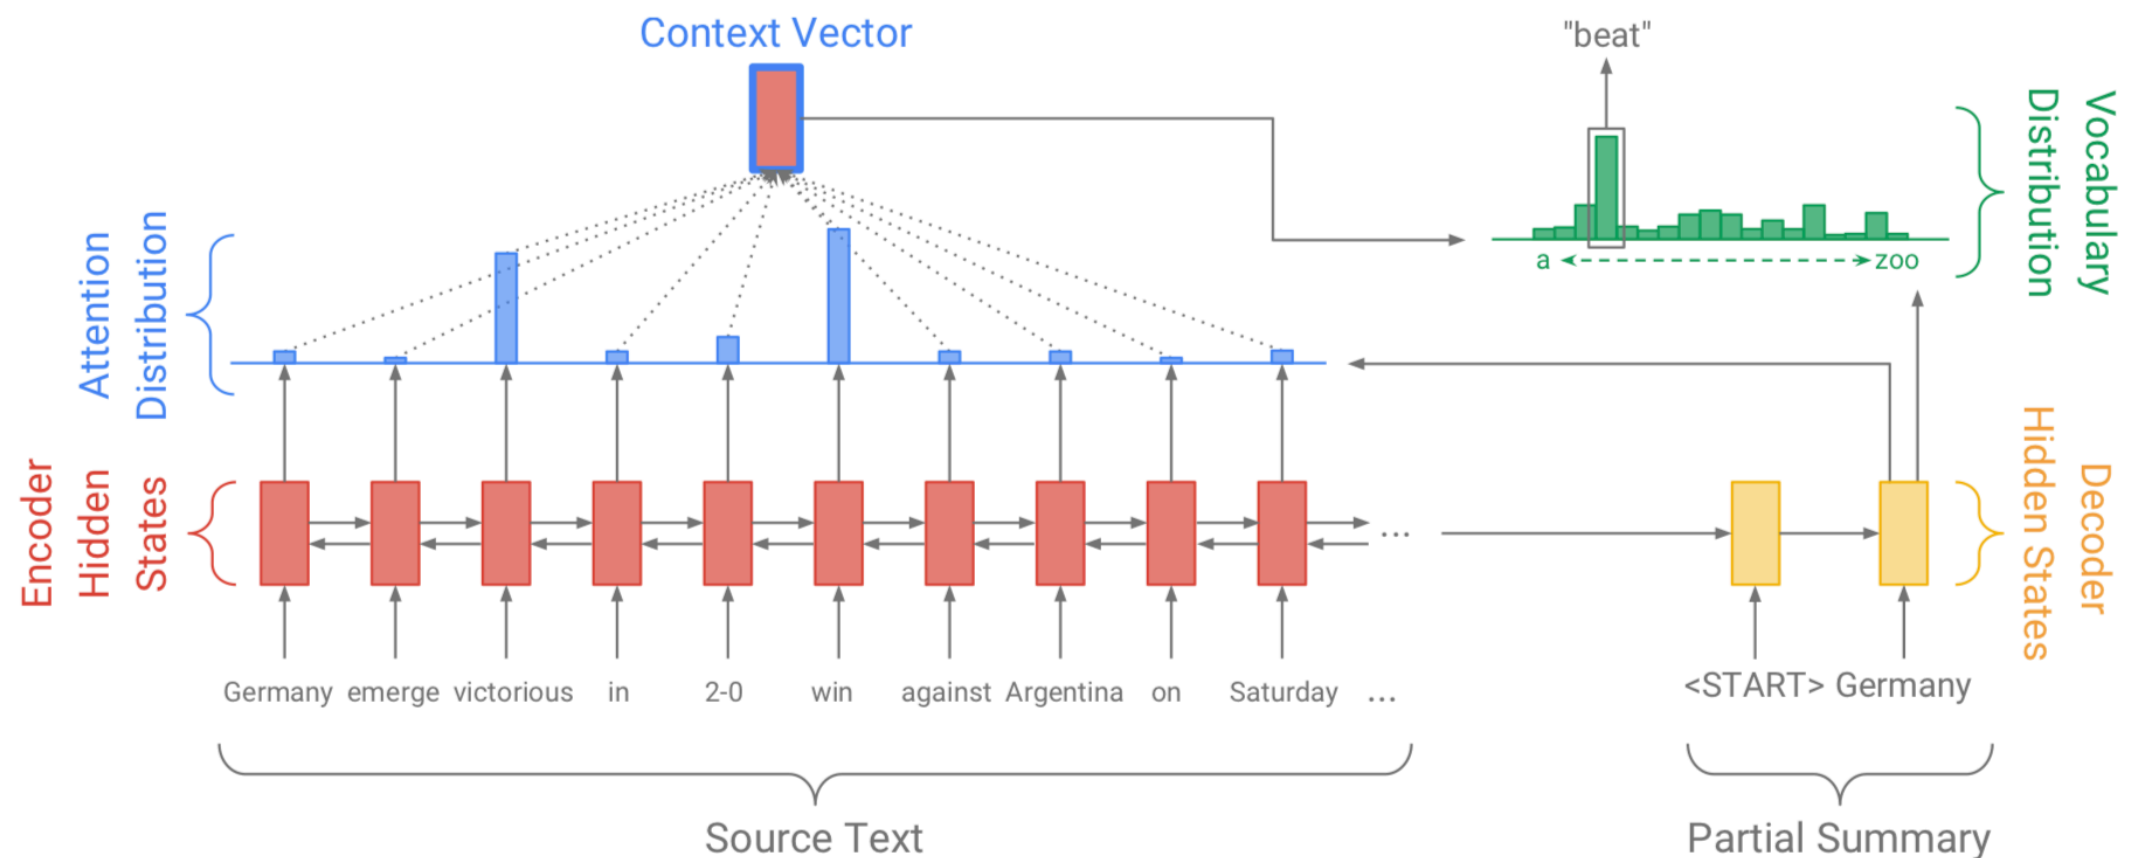 Context Vector
"beat"
Vocabulary
Distribution
a
zoo
Attention
Distribution
Encoder
Hidden
States
Decoder
Hidden States
...
Germany emerge victorious in 2-0 win against Argentina on Saturday ...
<START> Germany
Source Text
Partial Summary